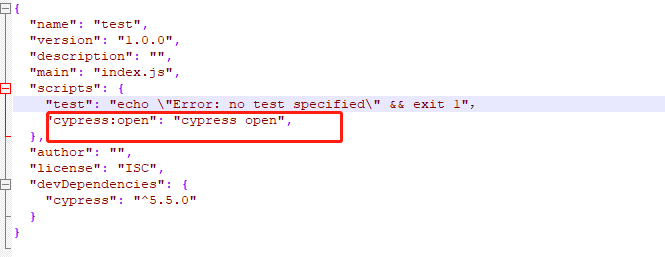 {
"name": "test",
"version": "1.0.0",
"description": "",
"main": "index.js",
"scripts": {
"test": "echo \"Error: no test specified\" && exit 1",
"cypress:open": "cypress open",
},
"author": "",
"license": "ISC",
"devDependencies": {
"cypress": "^5.5.0"
}
}